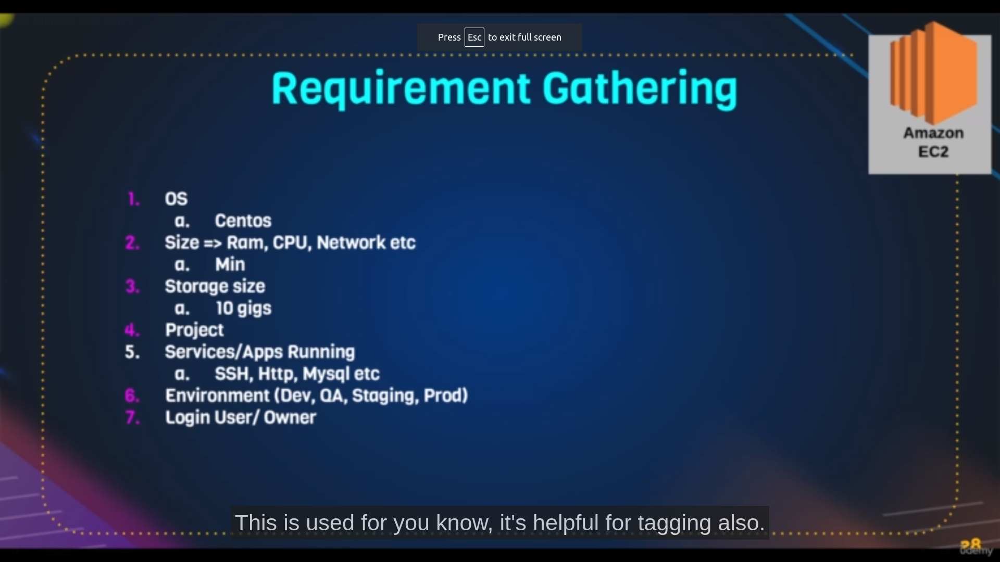 Press Esc to exit full screen
Requirement Gathering
Amazon
EC2
1. OS
a. Centos
2. Size => Ram, CPU, Network etc
a. Min
3. Storage size
a. 10 gigs
4. Project
5. Services/Apps Running
a. SSH, Http, Mysql etc
6. Environment (Dev, QA, Staging, Prod)
7. Login User/ Owner
This is used for you know, it's helpful for tagging also.
udemy